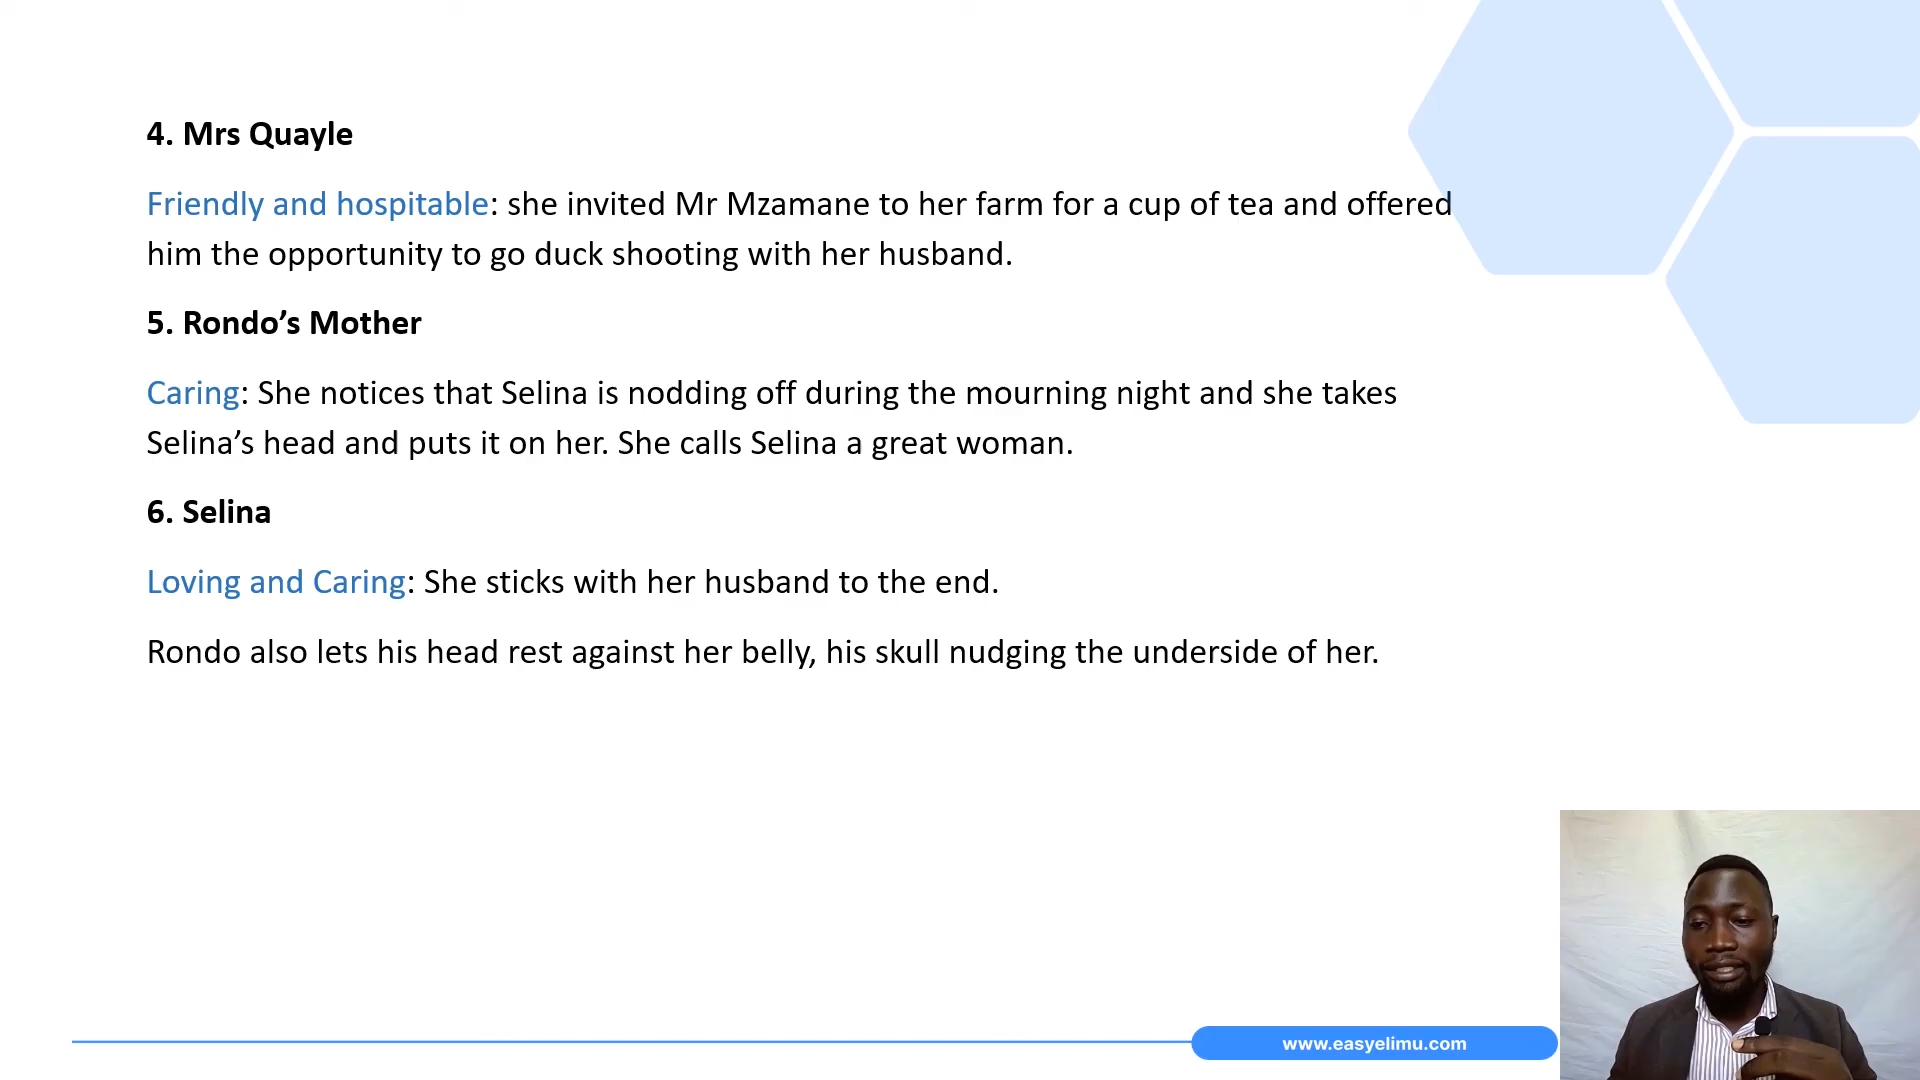 4. Mrs Quayle
Friendly and hospitable: she invited Mr Mzamane to her farm for a cup of tea and offered
him the opportunity to go duck shooting with her husband.
5. Rondo’s Mother
Caring: She notices that Selina is nodding off during the mourning night and she takes
Selina’s head and puts it on her. She calls Selina a great woman.
6. Selina
Loving and Caring: She sticks with her husband to the end.
Rondo also lets his head rest against her belly, his skull nudging the underside of her.
www.easyelimu.com